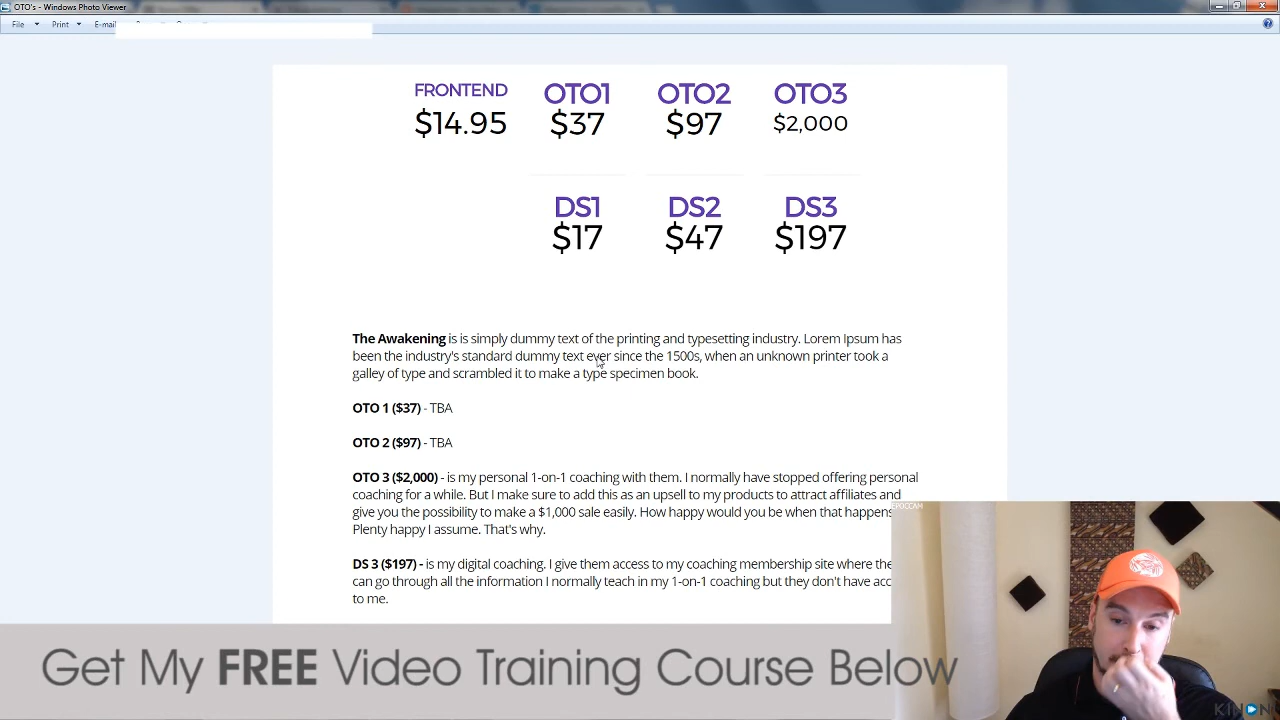 OTO's - Windows Photo Viewer
File Print E-mail
FRONTEND OTO1 OTO2 OTO3
$14.95 $37 $97 $2,000
DS1 DS2 DS3
$17 $47 $197
The Awakening is is simply dummy text of the printing and typesetting industry. Lorem Ipsum has
been the industry's standard dummy text ever since the 1500s, when an unknown printer took a
galley of type and scrambled it to make a type specimen book.
OTO 1 ($37) - TBA
OTO 2 ($97) - TBA
OTO 3 ($2,000) - is my personal 1-on-1 coaching with them. I normally have stopped offering personal
coaching for a while. But I make sure to add this as an upsell to my products to attract affiliates and
give you the possibility to make a $1,000 sale easily. How happy would you be when that happens
Plenty happy I assume. That's why.
DS 3 ($197) - is my digital coaching. I give them access to my coaching membership site where the
can go through all the information I normally teach in my 1-on-1 coaching but they don't have acc
to me.
EPOCCAM
Get My FREE Video Training Course Below